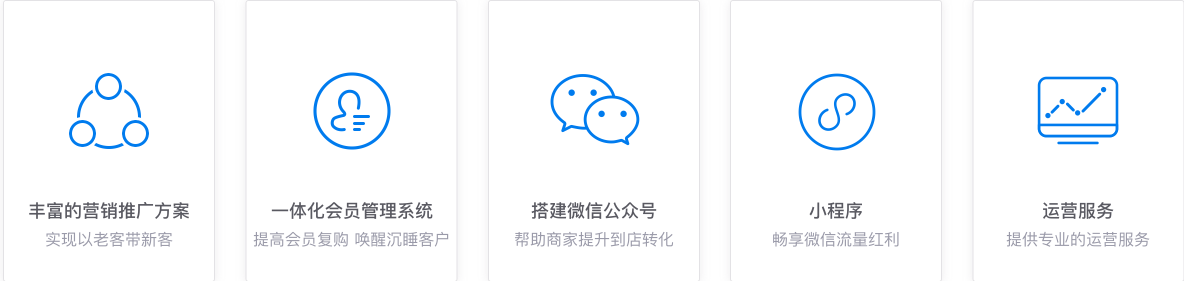 丰富的营销推广方案
实现以老客带新客
一体化会员管理系统
提高会员复购 唤醒沉睡客户
搭建微信公众号
帮助商家提升到店转化
小程序
畅享微信流量红利
运营服务
提供专业的运营服务